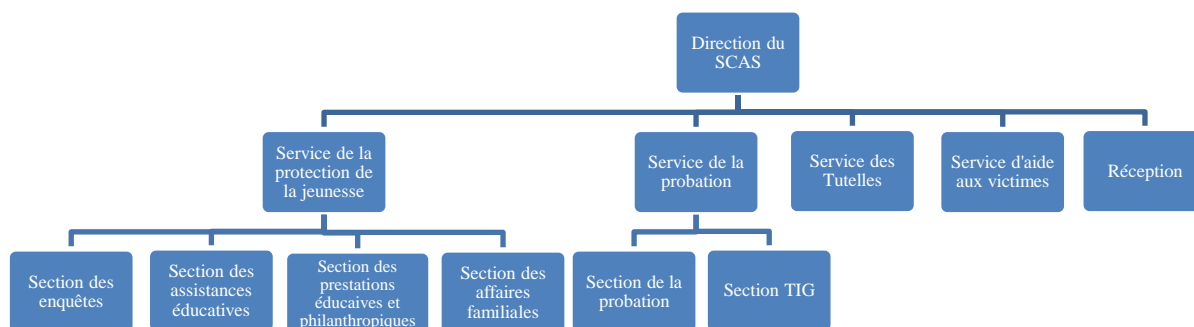 Direction du
SCAS
Service de la
protection de
la jeunesse
Service de la
probation
Service des
Tutelles
Service d'aide
aux victimes
Réception
Section des
enquêtes
Section des
assistances
éducatives
Section des
prestations
éducaives et
philanthropiques
Section des
affaires
familiales
Section de la
probation
Section TIG